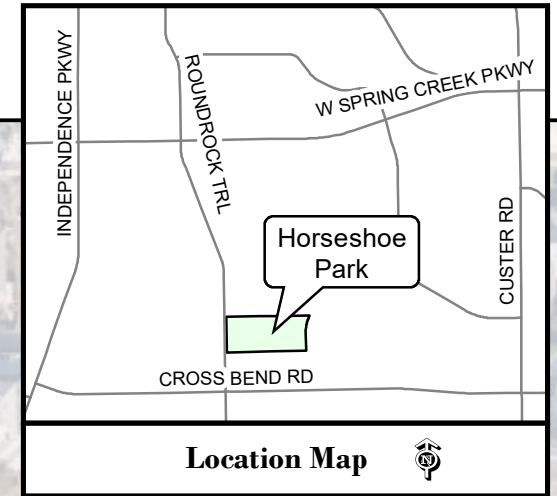 INDEPENDENCE PKWY
ROUNDROCK TRL
W SPRING CREEK PKWY
CUSTER RD
Horseshoe
Park
CROSS BEND RD
Location Map
N